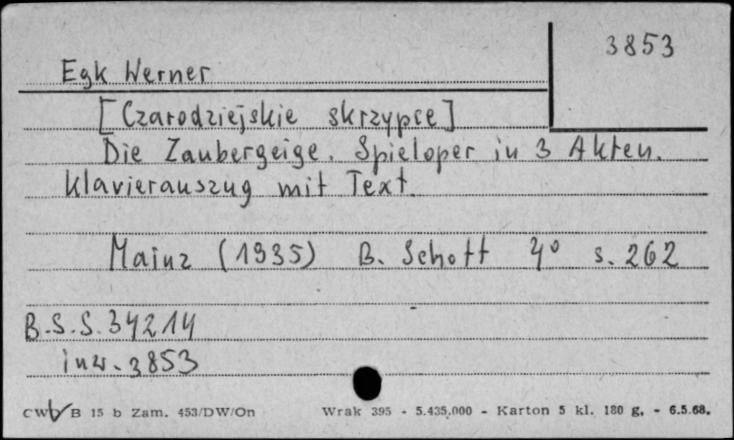 3853
Egk Werner
[Czarodziejskie skrzypce]
Die Zaubergeige. Spieloper in 3 Akten.
Klavierauszug mit Text.
Mainz (1935) B. Schott 4° s. 262
B.S.S. 34214
inw. 3853
CWD B 15 b Zam. 453/DW/On Wrak 395 - 5.435.000 - Karton 5 kl. 180 g. - 6.5.68.